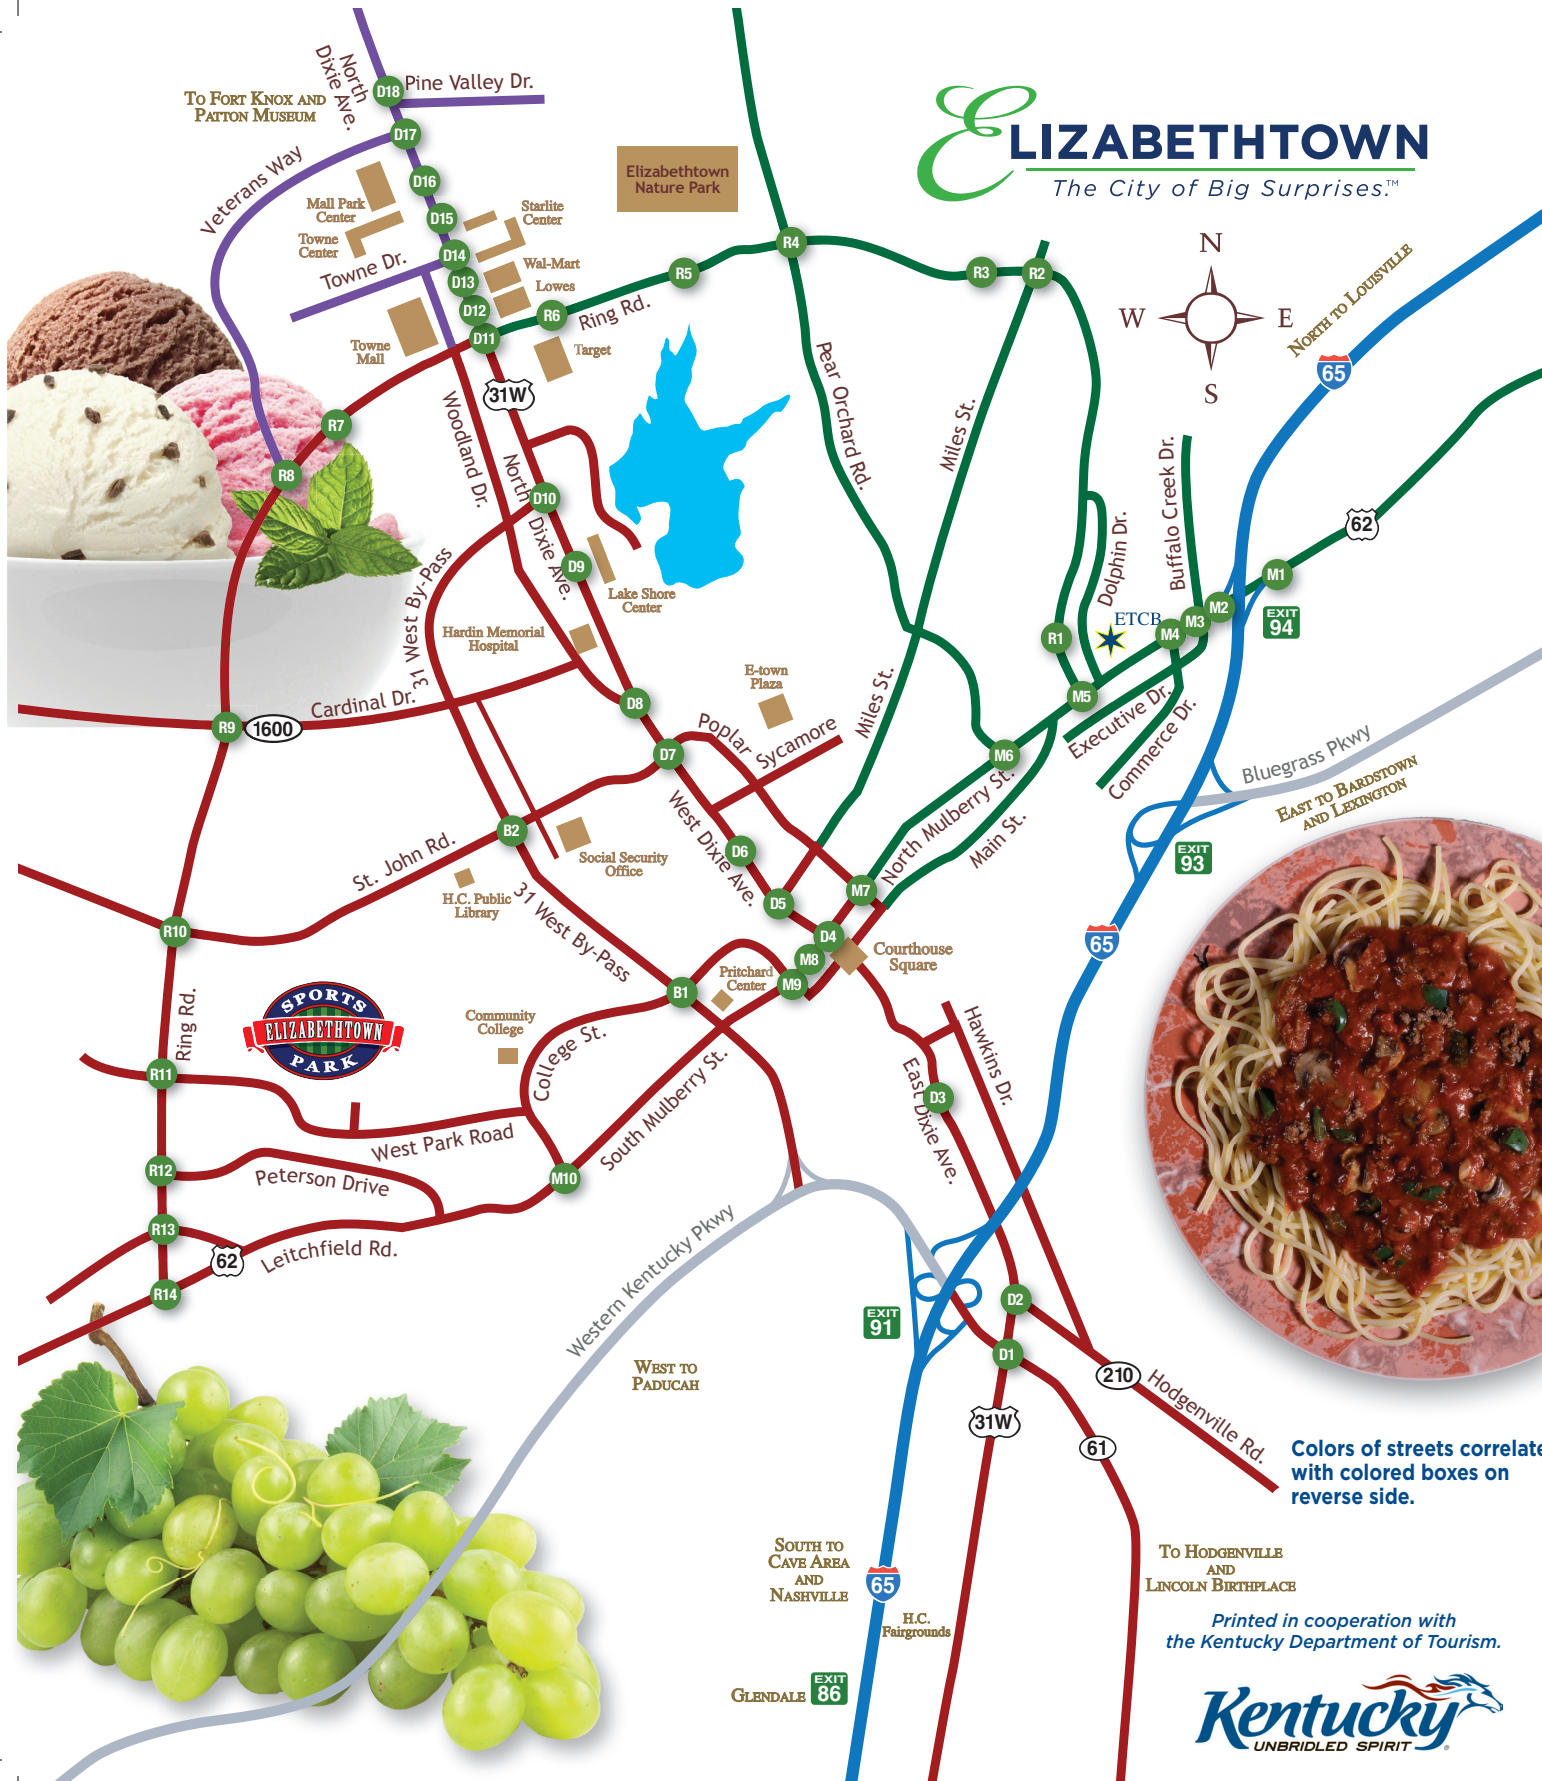 North
Dixie Ave.
D18
Pine Valley Dr.
To Fort Knox and
Patton Museum
D17
Veterans Way
D16
Mall Park
Center
D15
Towne
Center
Starlite
Center
D14
Towne Dr.
D13
Wal-Mart
Lowes
D12
D11
Towne
Mall
Target
R6
Ring Rd.
R5
Elizabethtown
Nature Park
R4
R3
R2
ELIZABETHTOWN
The City of Big Surprises.™
N
W
E
S
North to Louisville
65
31W
R7
R8
Woodland Dr.
North
Dixie Ave.
D10
D9
Lake Shore
Center
Pear Orchard Rd.
Miles St.
Dolphin Dr.
Buffalo Creek Dr.
62
M1
M2
M3
M4
EXIT
94
ETCB
R1
M5
31 West By-Pass
Hardin Memorial
Hospital
R9
1600
Cardinal Dr.
D8
E-town
Plaza
D7
Poplar
Sycamore
Miles St.
M6
Executive Dr.
Commerce Dr.
Bluegrass Pkwy
East to Bardstown
and Lexington
EXIT
93
65
B2
St. John Rd.
Social Security
Office
H.C. Public
Library
West Dixie Ave.
D6
D5
M7
North Mulberry St.
Main St.
31 West By-Pass
R10
D4
M8
M9
Courthouse
Square
Pritchard
Center
B1
SPORTS
ELIZABETHTOWN
PARK
Ring Rd.
Community
College
College St.
R11
West Park Road
South Mulberry St.
Hawkins Dr.
East Dixie Ave.
D3
R12
Peterson Drive
M10
R13
62
Leitchfield Rd.
R14
Western Kentucky Pkwy
West to
Paducah
EXIT
91
D2
D1
210
Hodgenville Rd.
31W
61
Colors of streets correlate
with colored boxes on
reverse side.
South to
Cave Area
and
Nashville
65
H.C.
Fairgrounds
To Hodgenville
and
Lincoln Birthplace
Printed in cooperation with
the Kentucky Department of Tourism.
Glendale
EXIT
86
Kentucky
UNBRIDLED SPIRIT